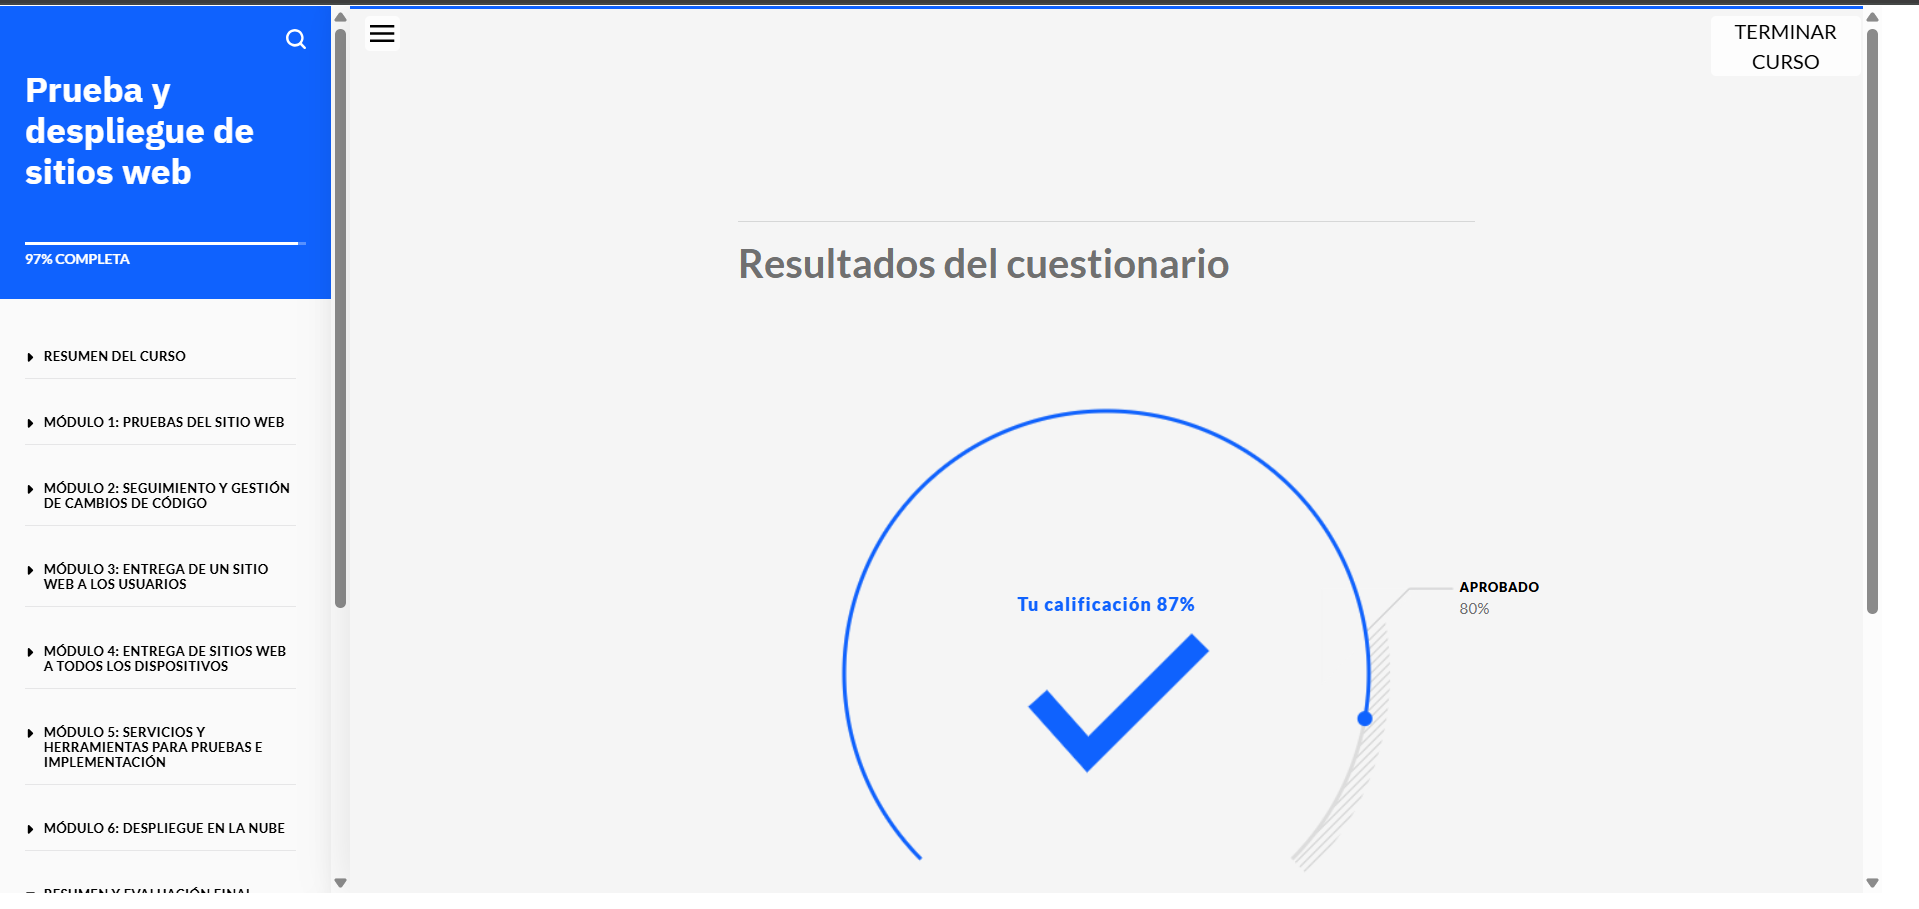 Prueba y
despliegue de
sitios web
97% COMPLETA
RESUMEN DEL CURSO
MÓDULO 1: PRUEBAS DEL SITIO WEB
MÓDULO 2: SEGUIMIENTO Y GESTIÓN
DE CAMBIOS DE CÓDIGO
MÓDULO 3: ENTREGA DE UN SITIO
WEB A LOS USUARIOS
MÓDULO 4: ENTREGA DE SITIOS WEB
A TODOS LOS DISPOSITIVOS
MÓDULO 5: SERVICIOS Y
HERRAMIENTAS PARA PRUEBAS E
IMPLEMENTACIÓN
MÓDULO 6: DESPLIEGUE EN LA NUBE
RESUMEN Y EVALUACIÓN FINAL
TERMINAR
CURSO
Resultados del cuestionario
Tu calificación 87%
APROBADO
80%